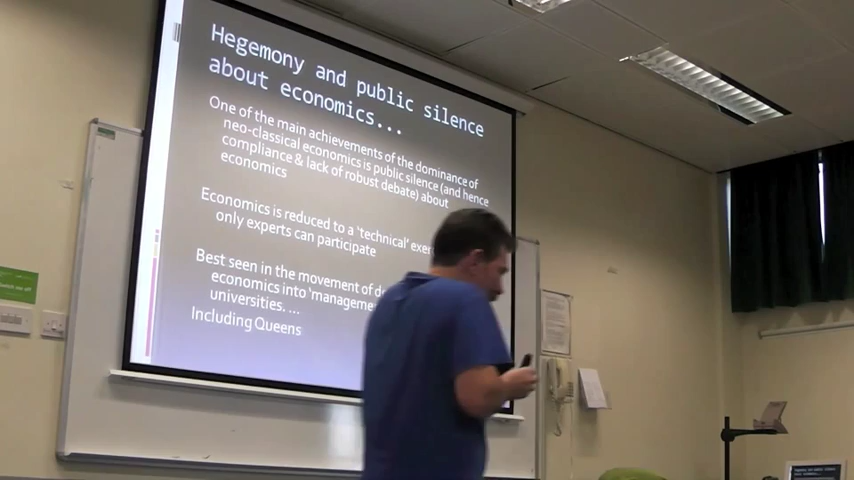 Hegemony and public silence
about economics...
One of the main achievements of the dominance of
neo-classical economics is public silence (and hence
compliance & lack of robust debate) about
economics
Economics is reduced to a 'technical'
only experts can participate
Best seen in the movement of
economics into
universities. ...
Including Queens